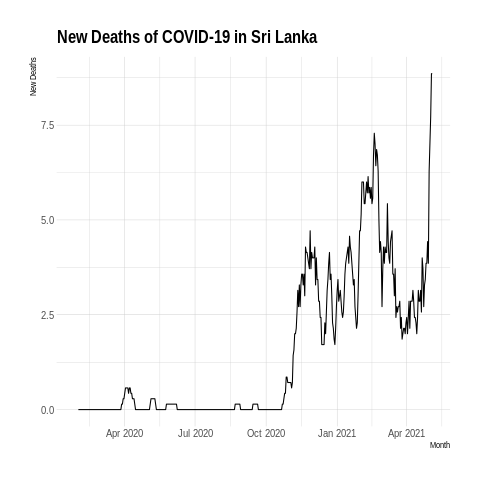 New Deaths of COVID-19 in Sri Lanka
New Deaths
7.5
5.0
2.5
0.0
Apr 2020 Jul 2020 Oct 2020 Jan 2021 Apr 2021
Month